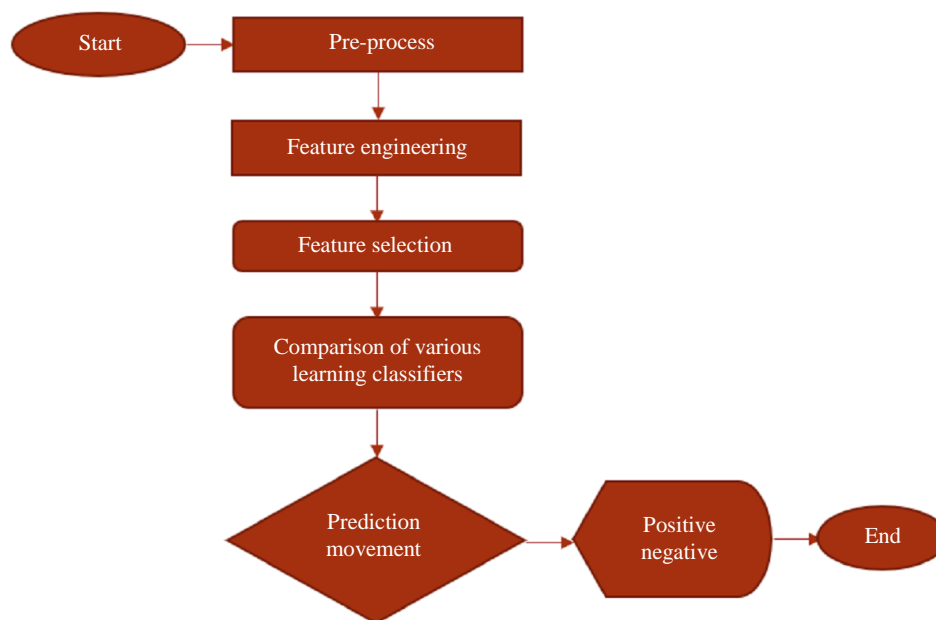 Start
Pre-process
Feature engineering
Feature selection
Comparison of various
learning classifiers
Prediction
movement
Positive
negative
End